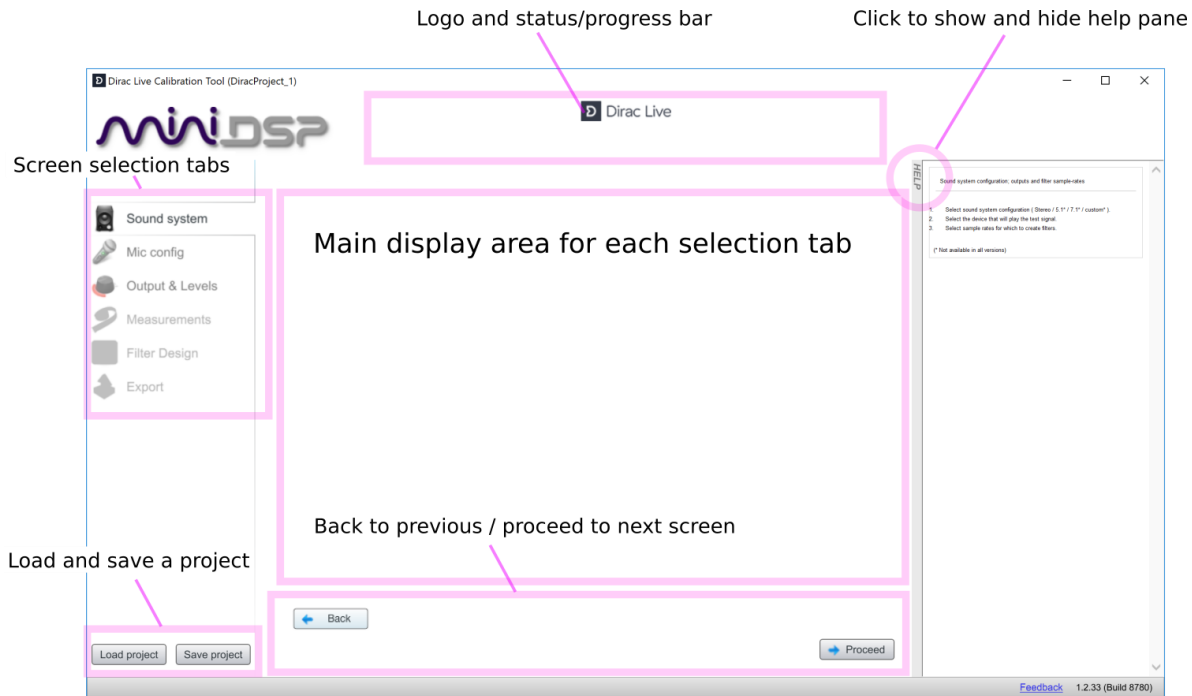 Logo and status/progress bar
Click to show and hide help pane
Dirac Live Calibration Tool (DiracProject_1)
miniDSP
Dirac Live
Screen selection tabs
HELP
Sound system configuration: outputs and filter sample-rates
1. Select sound system configuration ( Stereo / 5.1* / 7.1* / custom* ).
2. Select the device that will play the test signal.
3. Select sample rates for which to create filters.
(* Not available in all versions)
Sound system
Mic config
Output & Levels
Measurements
Filter Design
Export
Main display area for each selection tab
Back to previous / proceed to next screen
Load and save a project
Back
Proceed
Load project
Save project
Feedback
1.2.33 (Build 8780)